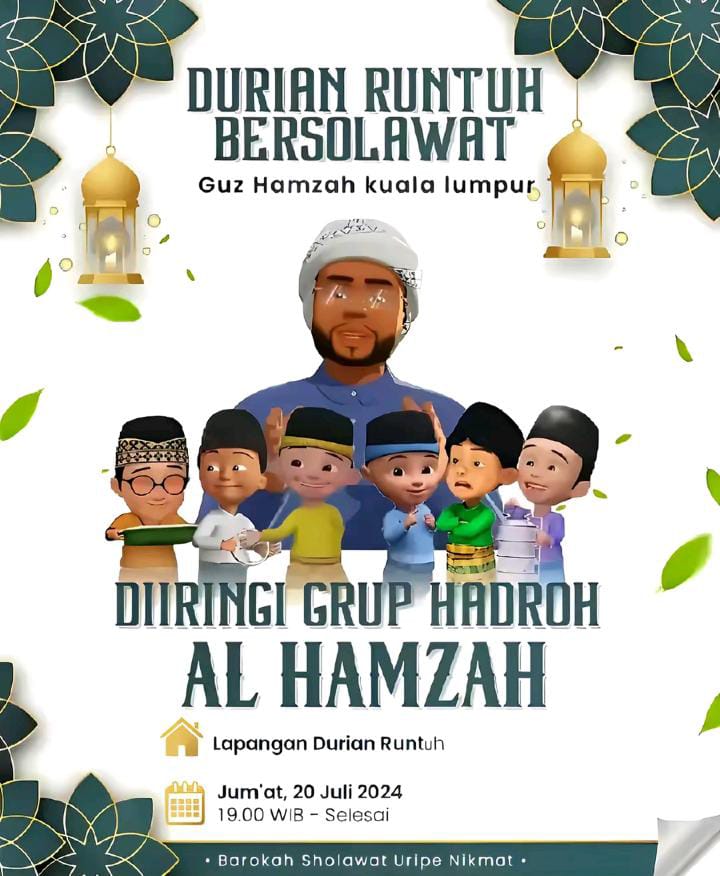 DURIAN RUNTUH
BERSOLAWAT
Guz Hamzah kuala lumpur
DIIRINGI GRUP HADROH
AL HAMZAH
Lapangan Durian Runtuh
Jum'at, 20 Juli 2024
19.00 WIB - Selesai
• Barokah Sholawat Uripe Nikmat •